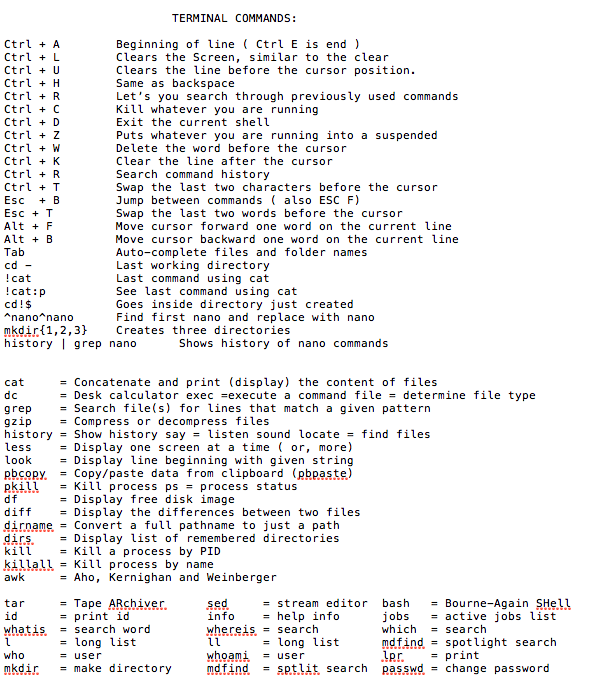 TERMINAL COMMANDS:
Ctrl + A Beginning of line ( Ctrl E is end )
Ctrl + L Clears the Screen, similar to the clear
Ctrl + U Clears the line before the cursor position.
Ctrl + H Same as backspace
Ctrl + R Let's you search through previously used commands
Ctrl + C Kill whatever you are running
Ctrl + D Exit the current shell
Ctrl + Z Puts whatever you are running into a suspended
Ctrl + W Delete the word before the cursor
Ctrl + K Clear the line after the cursor
Ctrl + R Search command history
Ctrl + T Swap the last two characters before the cursor
Esc + B Jump between commands ( also ESC F)
Esc + T Swap the last two words before the cursor
Alt + F Move cursor forward one word on the current line
Alt + B Move cursor backward one word on the current line
Tab Auto-complete files and folder names
cd – Last working directory
!cat Last command using cat
!cat:p See last command using cat
cd!$ Goes inside directory just created
^nano^nano Find first nano and replace with nano
mkdir{1,2,3} Creates three directories
history | grep nano Shows history of nano commands
cat = Concatenate and print (display) the content of files
dc = Desk calculator exec =execute a command file = determine file type
grep = Search file(s) for lines that match a given pattern
gzip = Compress or decompress files
history = Show history say = listen sound locate = find files
less = Display one screen at a time ( or, more)
look = Display line beginning with given string
pbcopy = Copy/paste data from clipboard (pbpaste)
pkill = Kill process ps = process status
df = Display free disk image
diff = Display the differences between two files
dirname = Convert a full pathname to just a path
dirs = Display list of remembered directories
kill = Kill a process by PID
killall = Kill process by name
awk = Aho, Kernighan and Weinberger
tar = Tape ARchiver sed = stream editor bash = Bourne-Again SHell
id = print id info = help info jobs = active jobs list
whatis = search word whereis = search which = search
l = long list ll = long list mdfind = spotlight search
who = user whoami = user lpr = print
mkdir = make directory mdfind = sptlit search passwd = change password